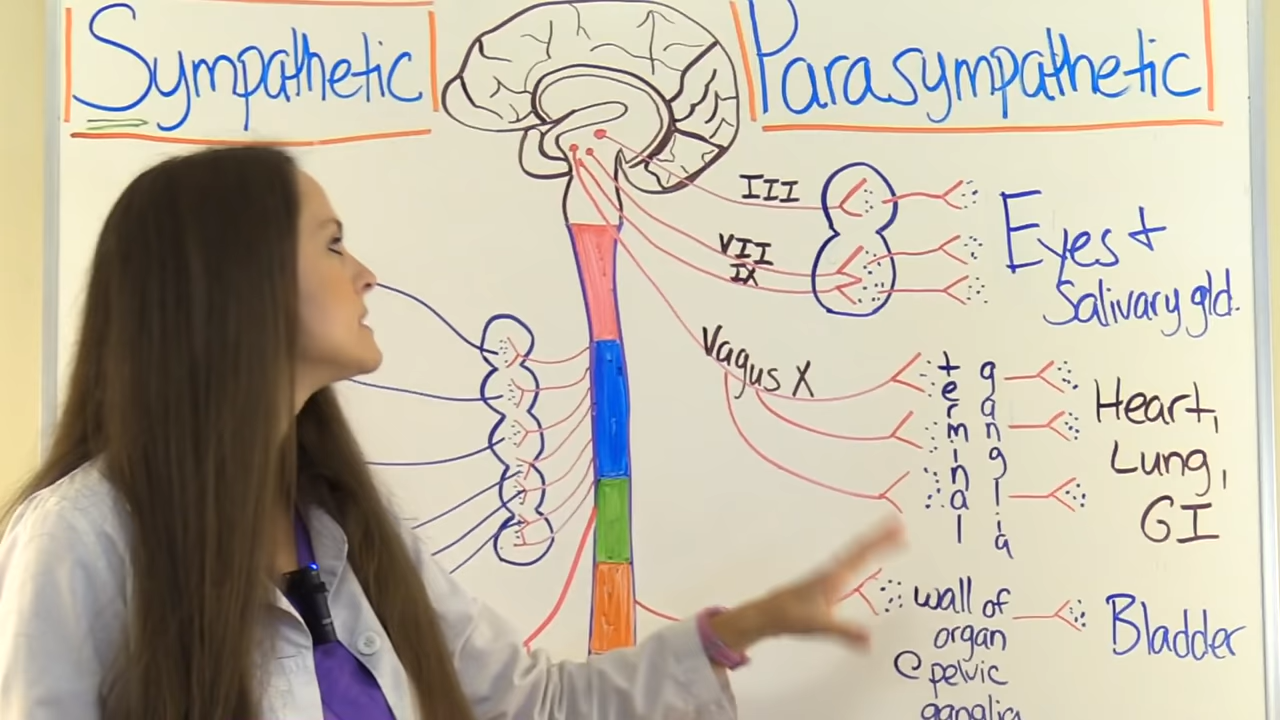 Sympathetic
Parasympathetic
III
VII
IX
Eyes +
Salivary gld.
Vagus X
terminal
ganglia
Heart,
Lung,
GI
wall of
organ
@ pelvic
ganglia
Bladder